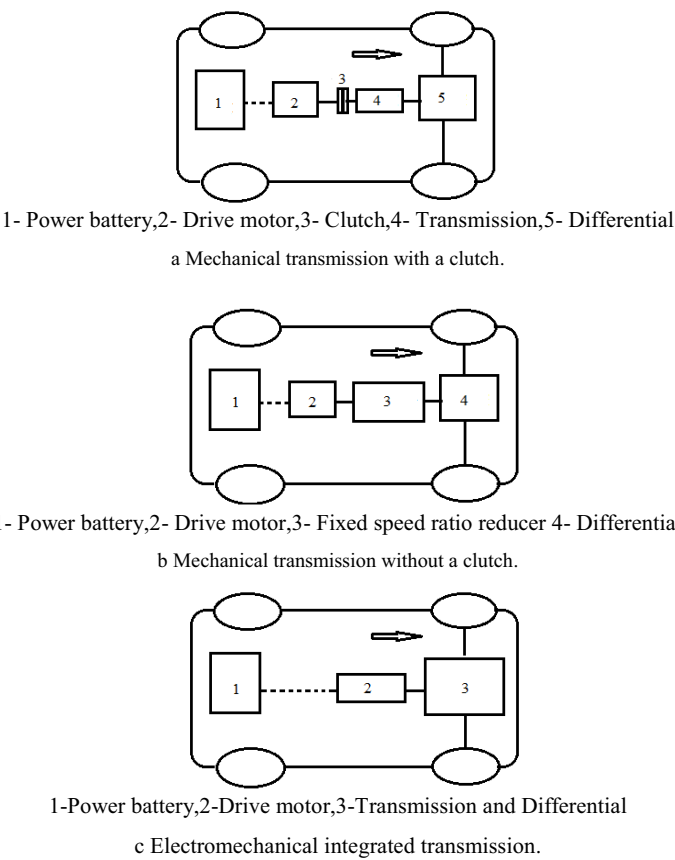 3
1
2
4
5
1- Power battery,2- Drive motor,3- Clutch,4- Transmission,5- Differential
a Mechanical transmission with a clutch.
1
2
3
4
- Power battery,2- Drive motor,3- Fixed speed ratio reducer 4- Differentia
b Mechanical transmission without a clutch.
1
2
3
1-Power battery,2-Drive motor,3-Transmission and Differential
c Electromechanical integrated transmission.